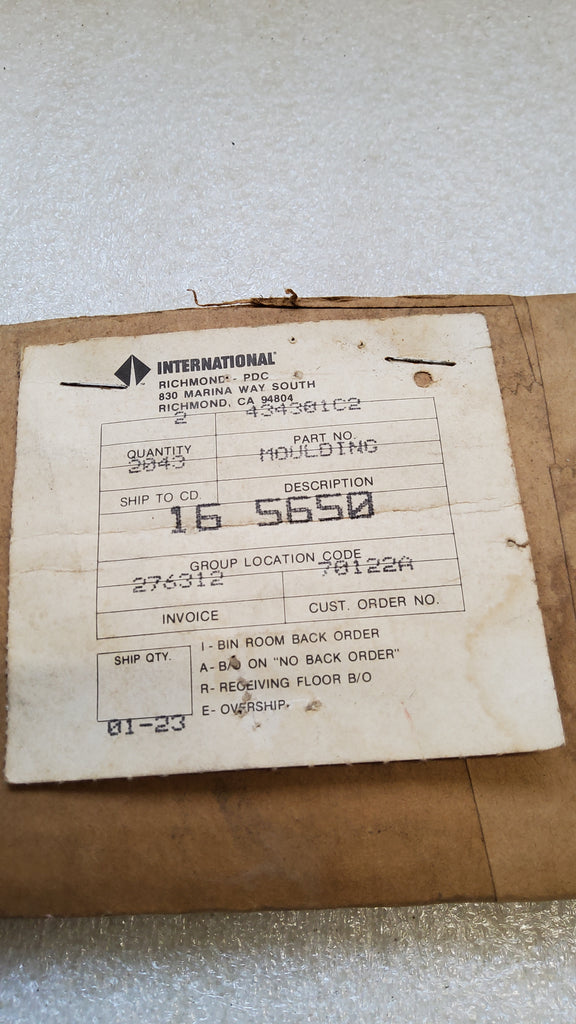 INTERNATIONAL
RICHMOND - PDC
830 MARINA WAY SOUTH
RICHMOND, CA 94804
2 434301C2
QUANTITY PART NO.
2043 MOULDING
SHIP TO CD. DESCRIPTION
16 5650
GROUP LOCATION CODE
276312 70122A
INVOICE CUST. ORDER NO.
SHIP QTY.
I - BIN ROOM BACK ORDER
A - B/O ON "NO BACK ORDER"
R - RECEIVING FLOOR B/O
E - OVERSHIP
01-23